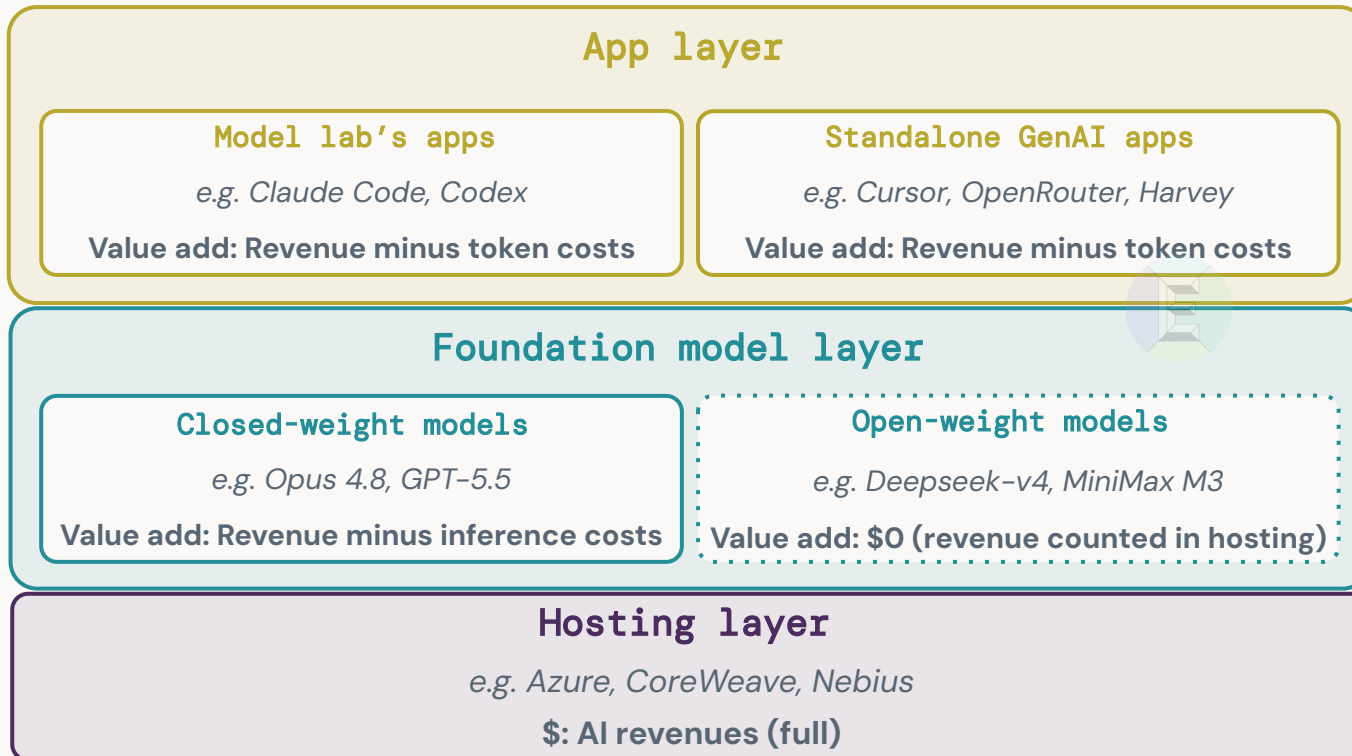 App layer
Model lab’s apps
e.g. Claude Code, Codex
Value add: Revenue minus token costs
Standalone GenAI apps
e.g. Cursor, OpenRouter, Harvey
Value add: Revenue minus token costs
Foundation model layer
Closed-weight models
e.g. Opus 4.8, GPT-5.5
Value add: Revenue minus inference costs
Open-weight models
e.g. Deepseek-v4, MiniMax M3
Value add: $0 (revenue counted in hosting)
Hosting layer
e.g. Azure, CoreWeave, Nebius
$: AI revenues (full)